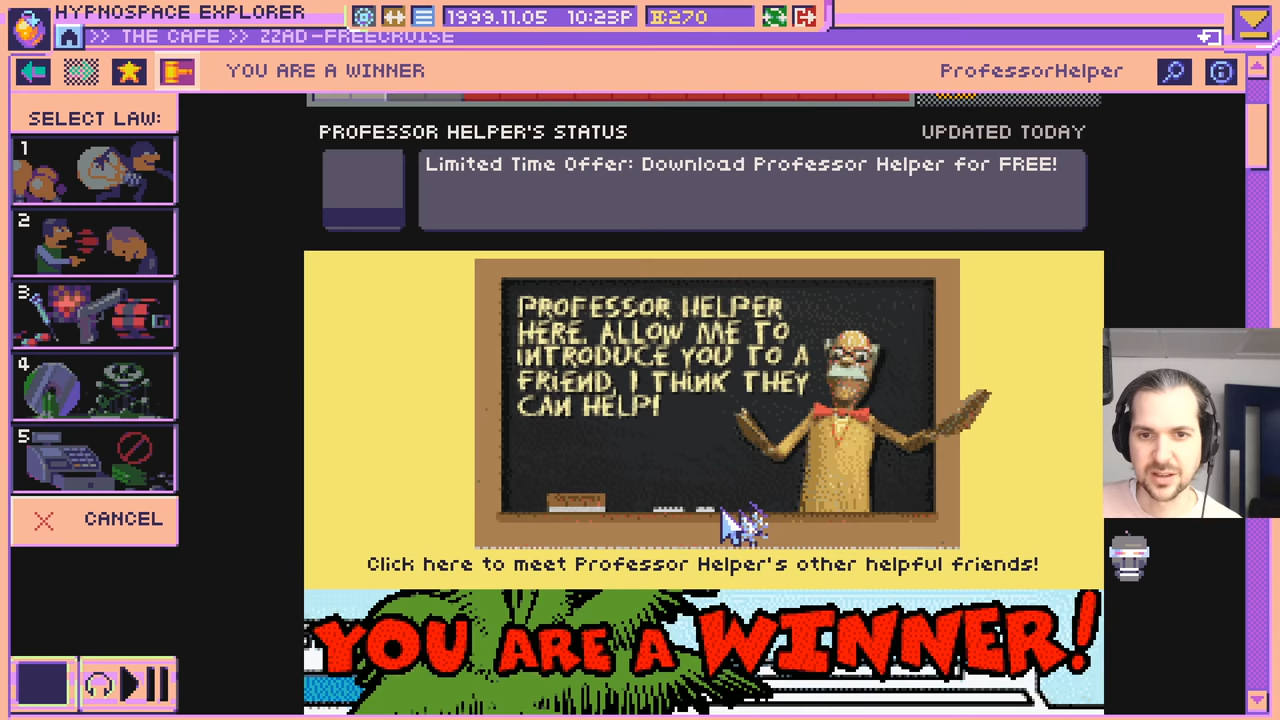 HYPNOSPACE EXPLORER
1999.11.05 10:23P
270
>> THE CAFE >> ZZAD-FREECRUISE
YOU ARE A WINNER
ProfessorHelper
SELECT LAW:
1
2
3
4
5
CANCEL
PROFESSOR HELPER'S STATUS
UPDATED TODAY
Limited Time Offer: Download Professor Helper for FREE!
PROFESSOR HELPER
HERE. ALLOW ME TO
INTRODUCE YOU TO A
FRIEND, I THINK THEY
CAN HELP!
Click here to meet Professor Helper's other helpful friends!
YOU ARE A WINNER!